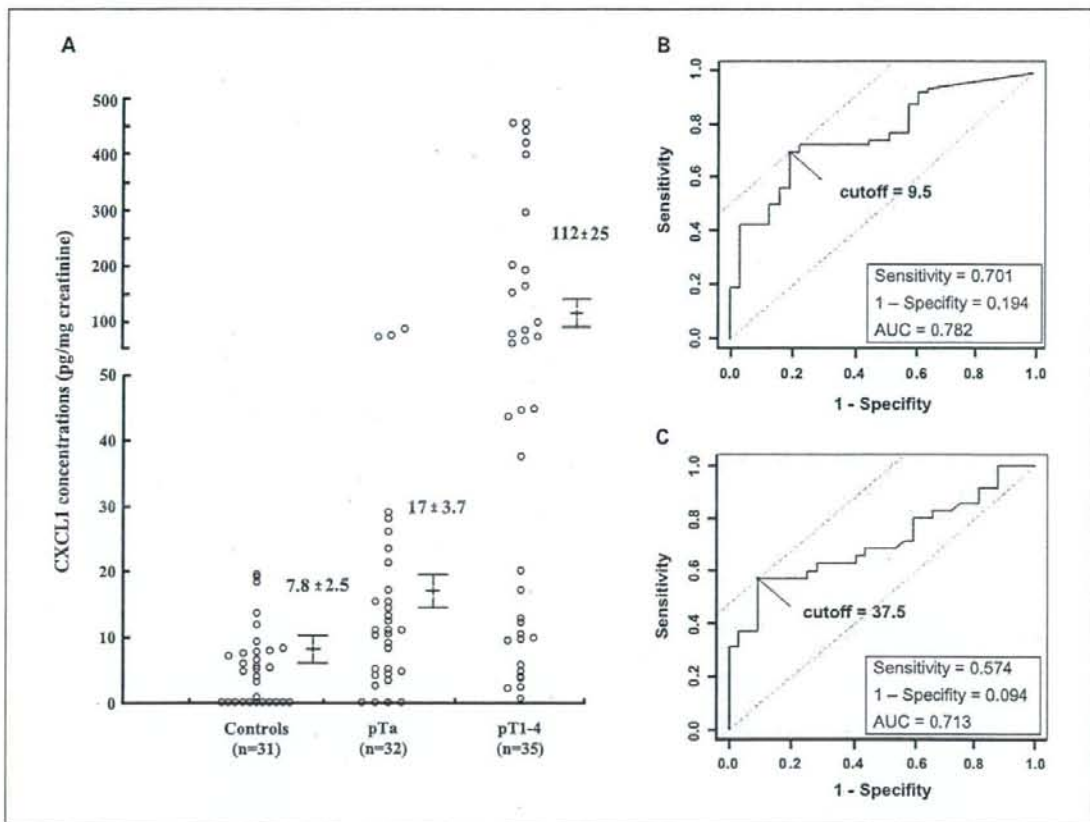 A
CXCL1 concentrations (pg/mg creatinine)
500
400
300
200
100
50
40
30
20
10
0
7.8 ±2.5
17 ± 3.7
112±25
Controls
(n=31)
pTa
(n=32)
pT1-4
(n=35)
B
Sensitivity
1.0
0.8
0.6
0.4
0.2
0.0
cutoff = 9.5
Sensitivity = 0.701
1 – Specifity = 0.194
AUC = 0.782
0.0 0.2 0.4 0.6 0.8 1.0
1 - Specifity
C
Sensitivity
1.0
0.8
0.6
0.4
0.2
0.0
cutoff = 37.5
Sensitivity = 0.574
1 – Specifity = 0.094
AUC = 0.713
0.0 0.2 0.4 0.6 0.8 1.0
1 - Specifity